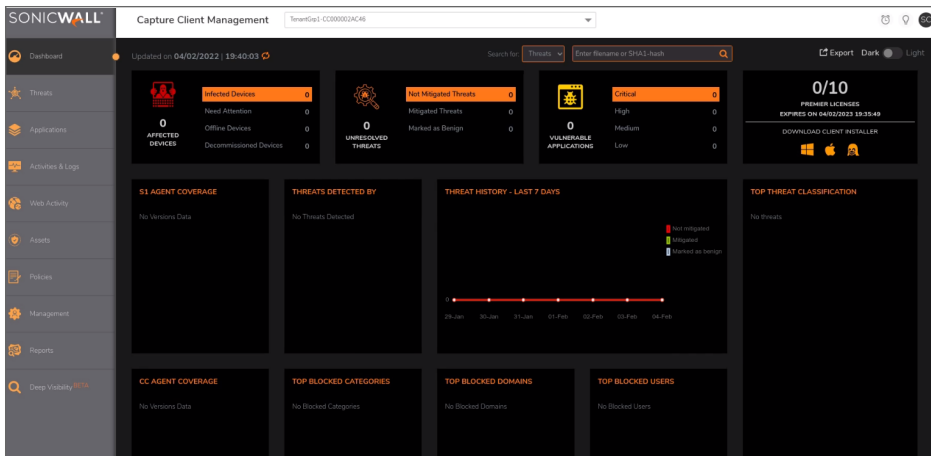 SONICWALL
Capture Client Management
TenantGrp1-CC000002AC46
SC
Dashboard
Threats
Applications
Activities & Logs
Web Activity
Assets
Policies
Management
Reports
Deep Visibility BETA
Updated on 04/02/2022 | 19:40:03
Search for:
Threats
Enter filename or SHA1-hash
Export
Dark
Light
0
AFFECTED
DEVICES
Infected Devices 0
Need Attention 0
Offline Devices 0
Decommissioned Devices 0
0
UNRESOLVED
THREATS
Not Mitigated Threats 0
Mitigated Threats 0
Marked as Benign 0
0
VULNERABLE
APPLICATIONS
Critical 0
High 0
Medium 0
Low 0
0/10
PREMIER LICENSES
EXPIRES ON 04/02/2023 19:35:49
DOWNLOAD CLIENT INSTALLER
S1 AGENT COVERAGE
No Versions Data
THREATS DETECTED BY
No Threats Detected
THREAT HISTORY - LAST 7 DAYS
Not mitigated
Mitigated
Marked as benign
0
29-Jan 30-Jan 31-Jan 01-Feb 02-Feb 03-Feb 04-Feb
TOP THREAT CLASSIFICATION
No threats
CC AGENT COVERAGE
No Versions Data
TOP BLOCKED CATEGORIES
No Blocked Categories
TOP BLOCKED DOMAINS
No Blocked Domains
TOP BLOCKED USERS
No Blocked Users